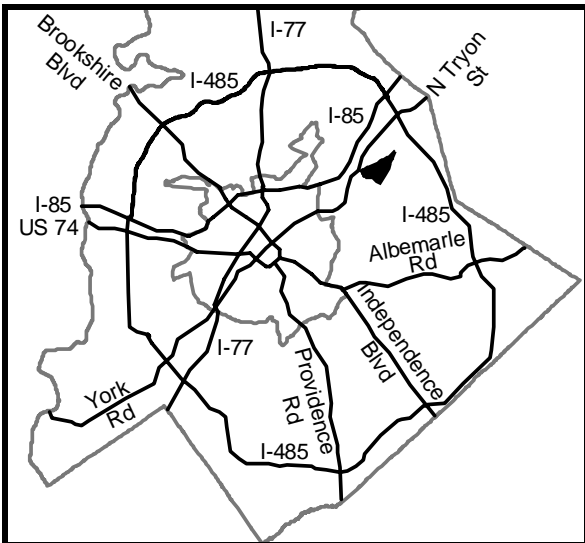 I-77
Brookshire
Blvd
I-485
N Tryon
St
I-85
I-85
US 74
I-485
Albemarle
Rd
Independence
Blvd
I-77
Providence
Rd
York
Rd
I-485